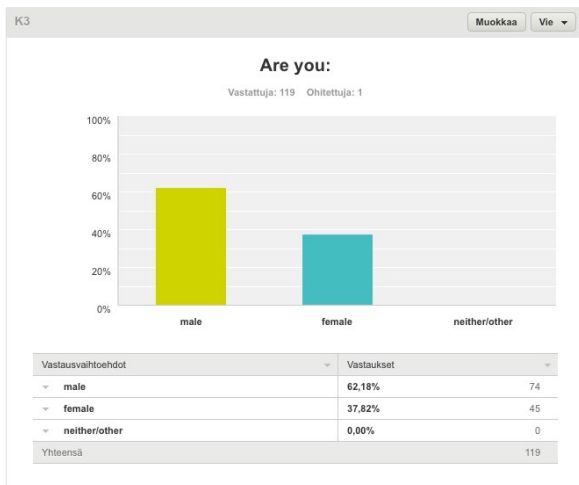 K3
Muokkaa
Vie
Are you:
Vastattuja: 119 Ohitettuja: 1
100%
80%
60%
40%
20%
0%
male female neither/other
Vastausvaihtoehdot Vastaukset
male 62,18% 74
female 37,82% 45
neither/other 0,00% 0
Yhteensä 119